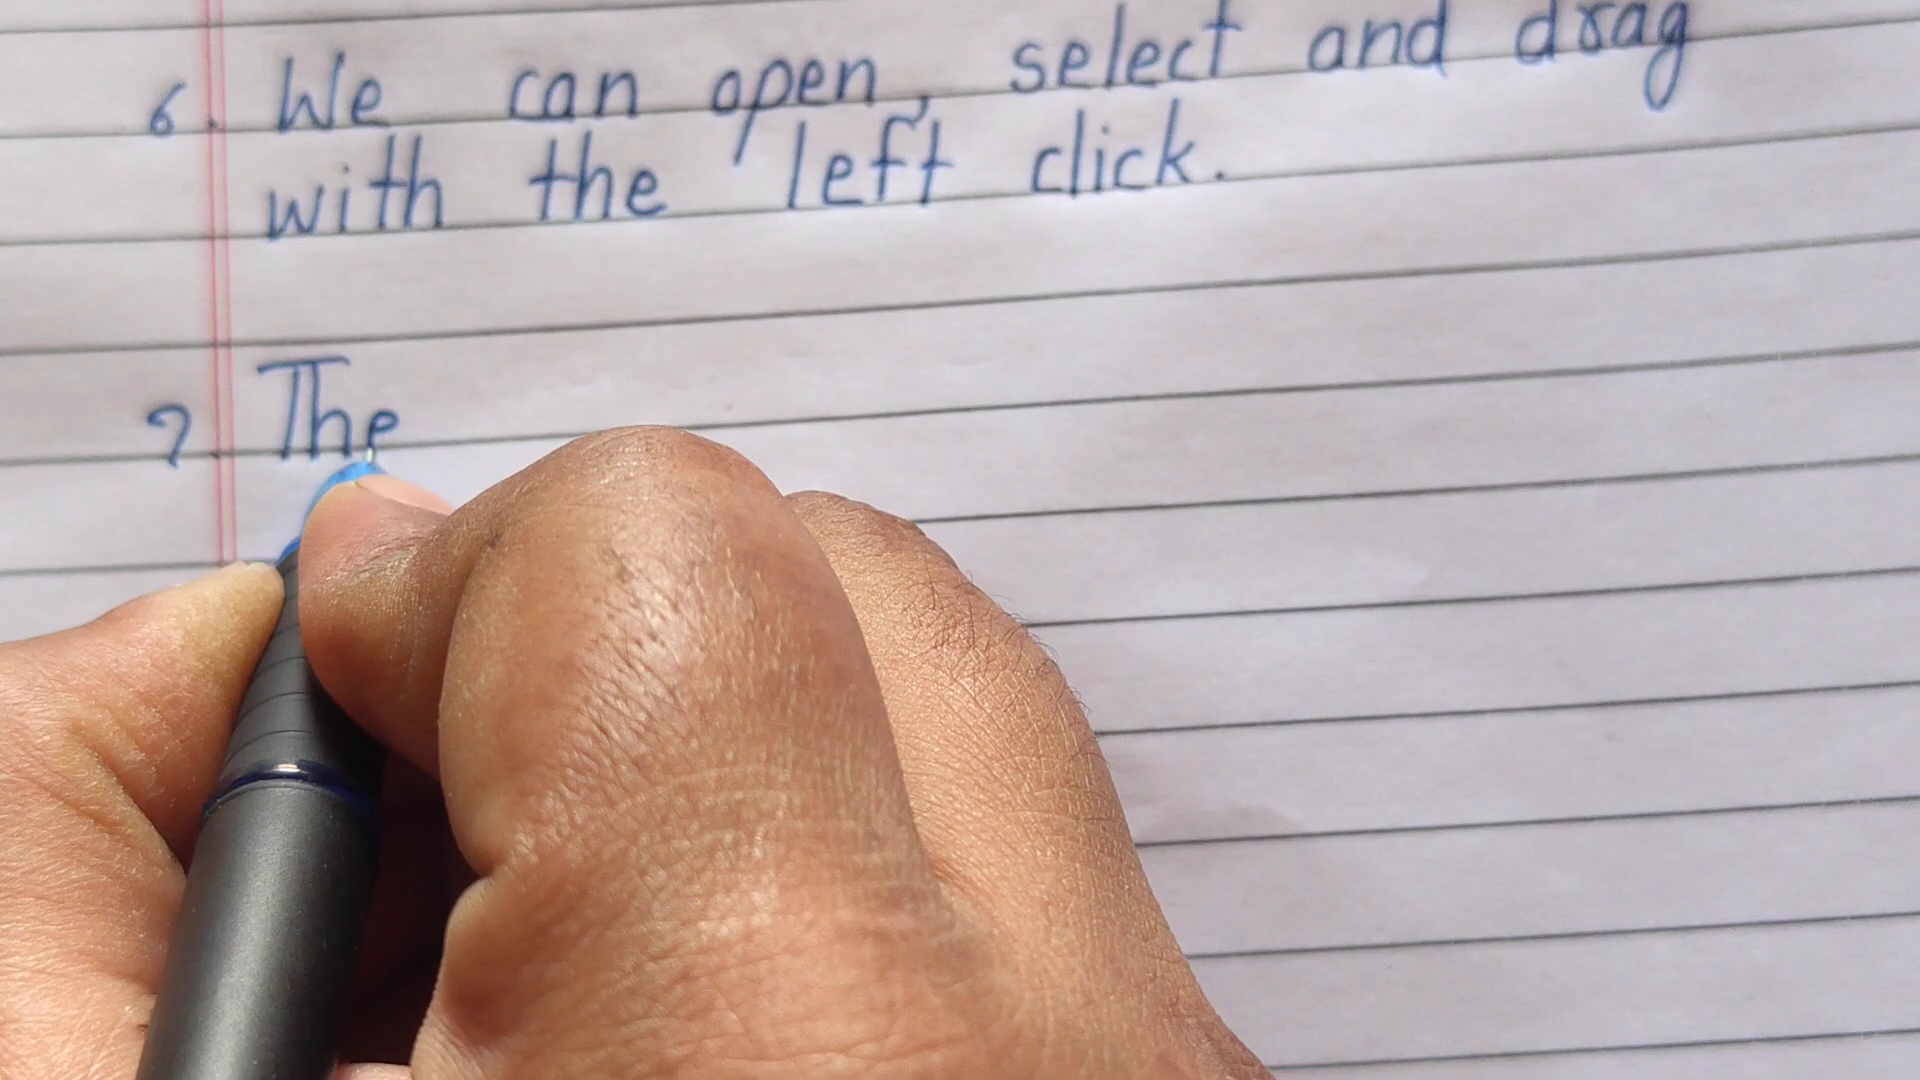 6. We can open, select and drag
with the left click.
7. The